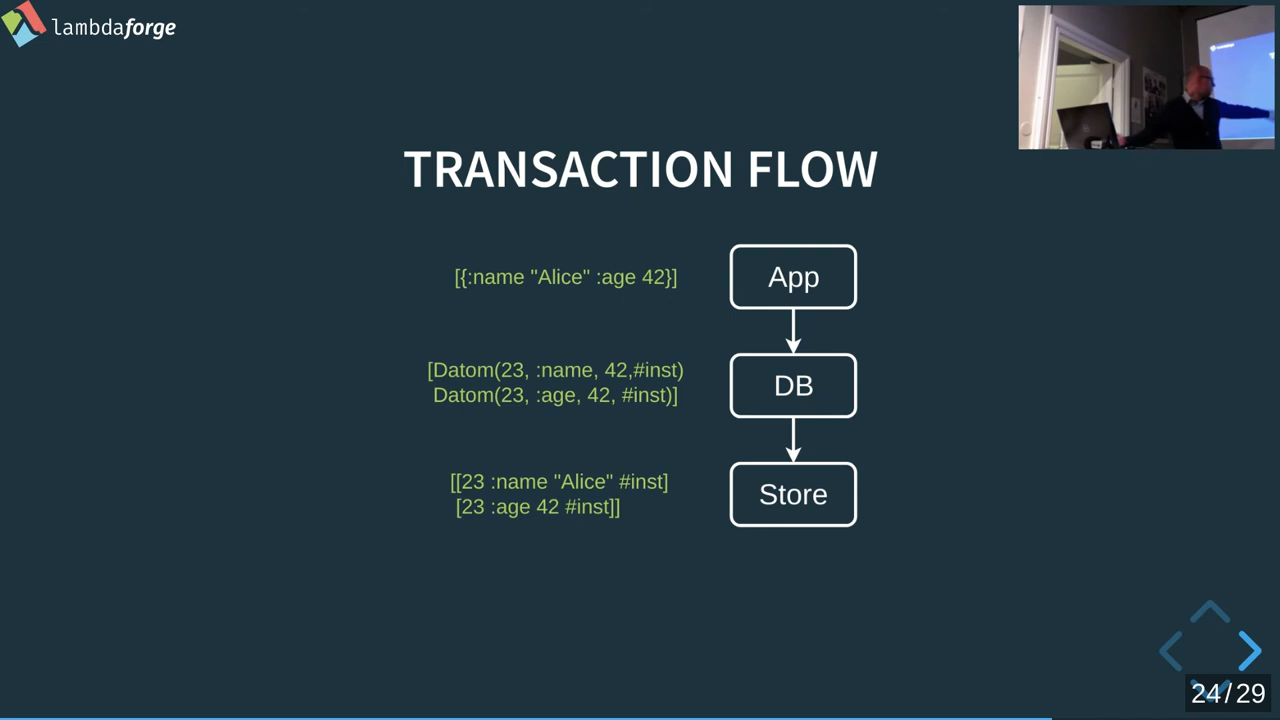 lambdaforge
TRANSACTION FLOW
[{:name "Alice" :age 42}]
App
[Datom(23, :name, 42,#inst)
Datom(23, :age, 42, #inst)]
DB
[[23 :name "Alice" #inst]
[23 :age 42 #inst]]
Store
24/29